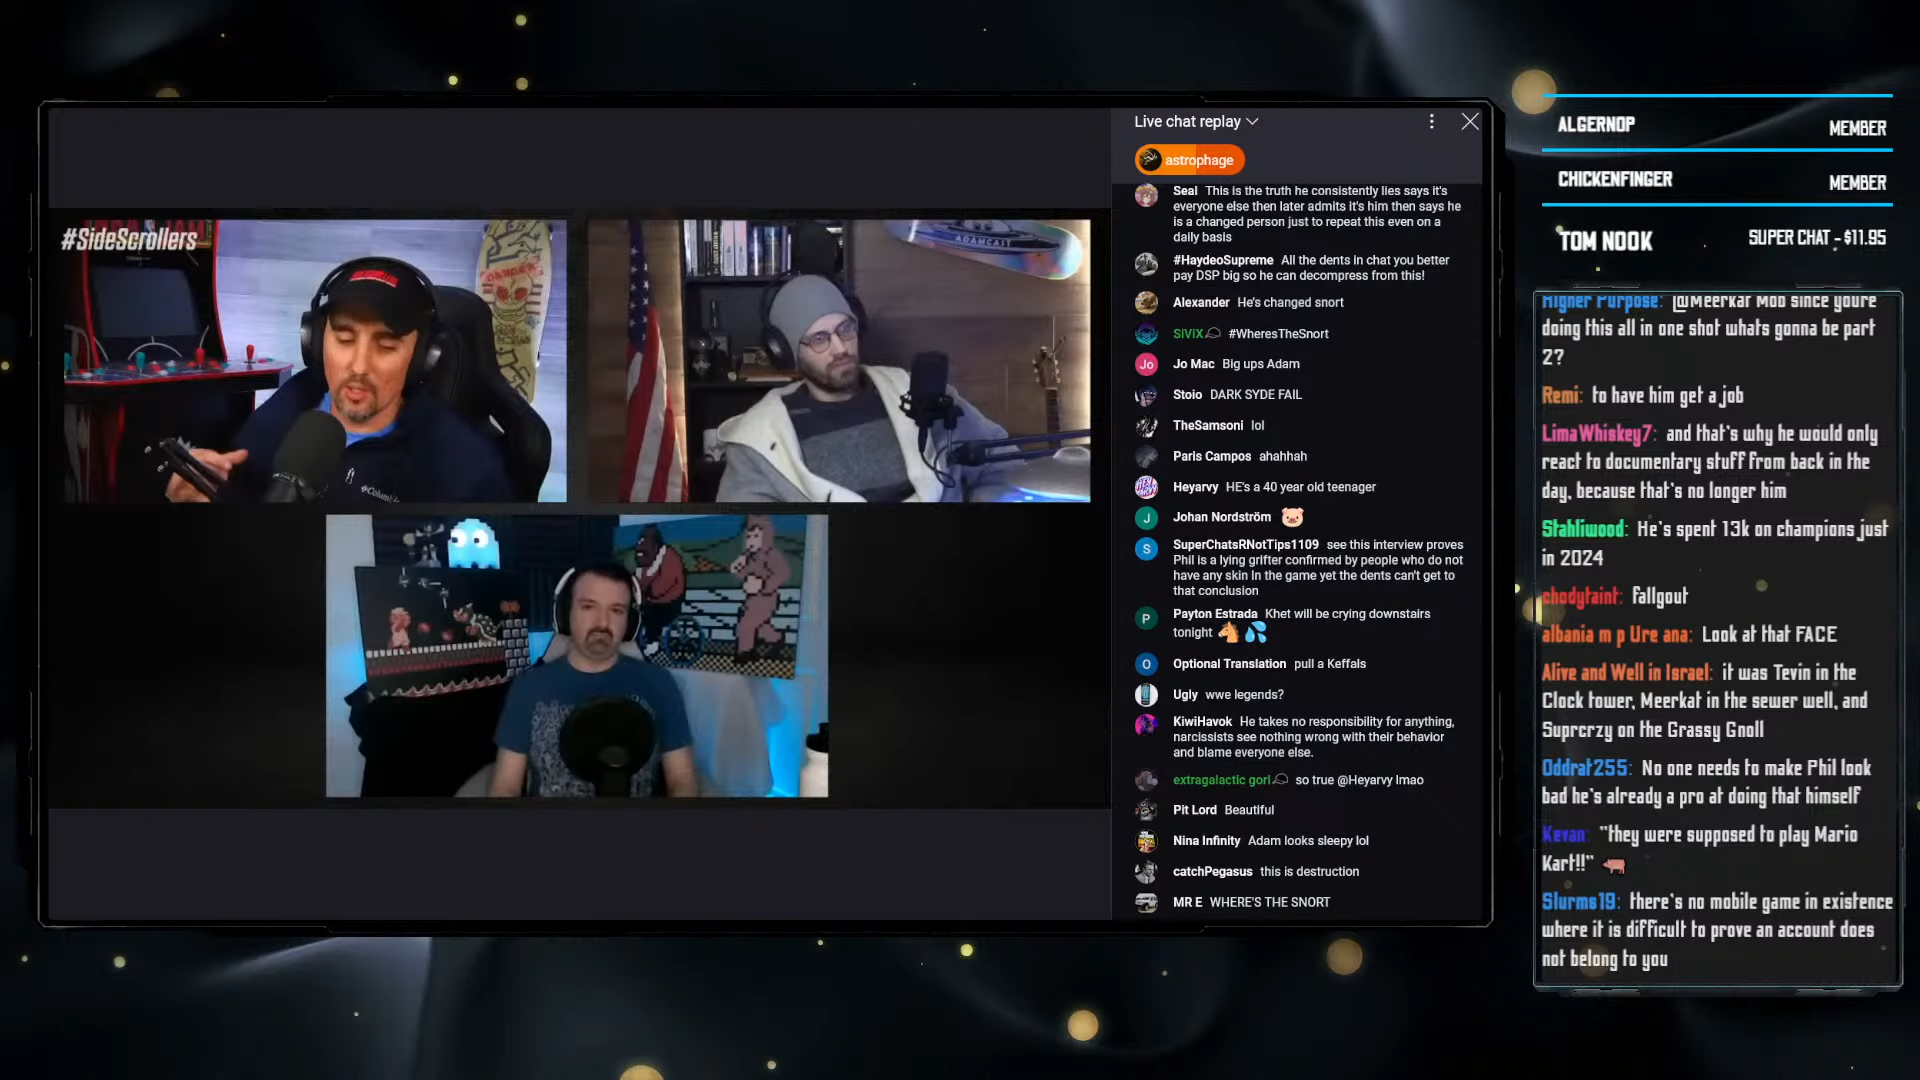 #SideScrollers
ADAMCAST
Live chat replay
astrophage
Seal This is the truth he consistently lies says it's
everyone else then later admits it's him then says he
is a changed person just to repeat this even on a
daily basis
#HaydeoSupreme All the dents in chat you better
pay DSP big so he can decompress from this!
Alexander He's changed snort
SiViX #WheresTheSnort
Jo Jo Mac Big ups Adam
Stoio DARK SYDE FAIL
TheSamsoni lol
Paris Campos ahahhah
Heyarvy HE's a 40 year old teenager
J Johan Nordström 🐷
S SuperChatsRNotTips1109 see this interview proves
Phil is a lying grifter confirmed by people who do not
have any skin In the game yet the dents can't get to
that conclusion
P Payton Estrada Khet will be crying downstairs
tonight 🐴 💦
O Optional Translation pull a Keffals
Ugly wwe legends?
KiwiHavok He takes no responsibility for anything,
narcissists see nothing wrong with their behavior
and blame everyone else.
extragalactic gorl so true @Heyarvy lmao
Pit Lord Beautiful
Nina Infinity Adam looks sleepy lol
catchPegasus this is destruction
MR E WHERE'S THE SNORT
ALGERNOP MEMBER
CHICKENFINGER MEMBER
TOM NOOK SUPER CHAT - $11.95
Higher Purpose: @Meerkat Mob since youre
doing this all in one shot whats gonna be part
2?
Remi: to have him get a job
LimaWhiskey7: and that's why he would only
react to documentary stuff from back in the
day, because that's no longer him
Stahliwood: He's spent 13k on champions just
in 2024
chodytaint: fallgout
albania m p Ure ana: Look at that FACE
Alive and Well in Israel: it was Tevin in the
Clock tower, Meerkat in the sewer well, and
Suprcrzy on the Grassy Gnoll
Oddrat255: No one needs to make Phil look
bad he's already a pro at doing that himself
Kevan: "they were supposed to play Mario
Kart!!" 🐖
Slurms19: there's no mobile game in existence
where it is difficult to prove an account does
not belong to you